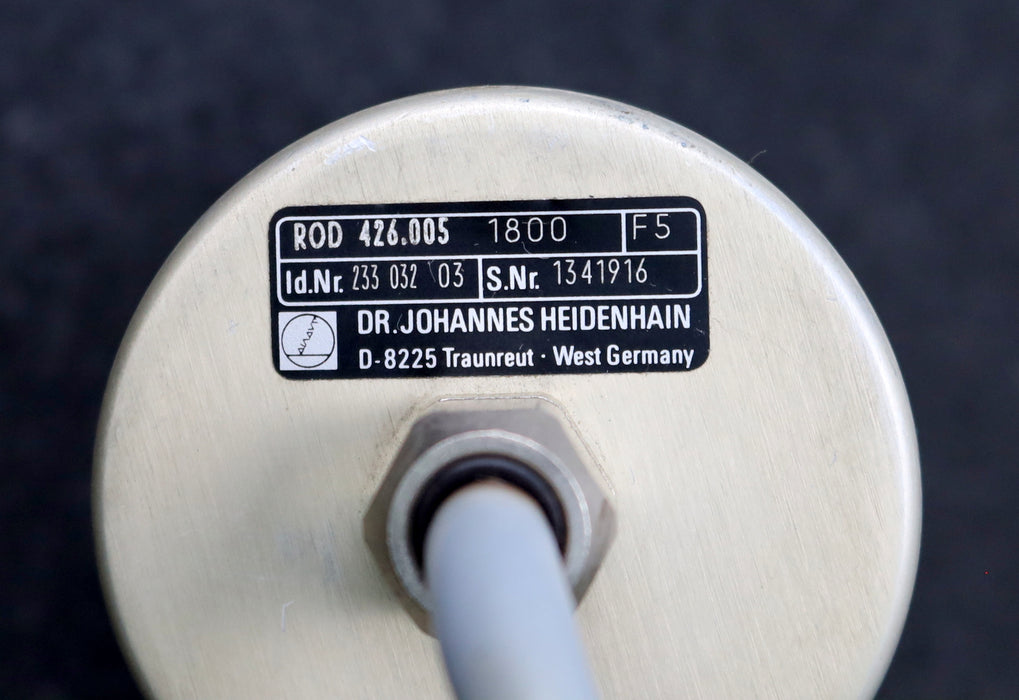 ROD 426.005 1800 F5
Id.Nr. 233 032 03 S.Nr. 1341916
DR. JOHANNES HEIDENHAIN
D-8225 Traunreut · West Germany